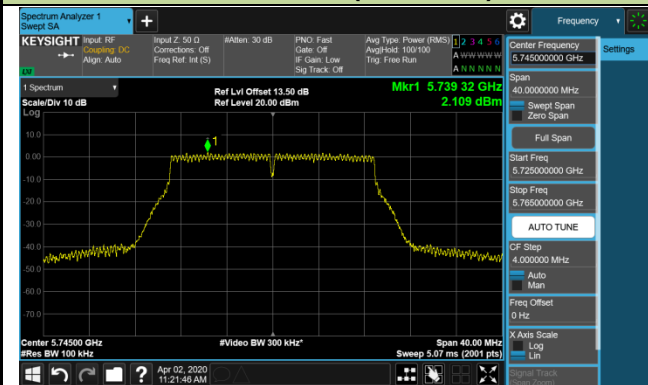 Spectrum Analyzer 1
Swept SA
+
Frequency
KEYSIGHT
Input: RF
Coupling: DC
Align: Auto
Input Z: 50 Ω
Corrections: Off
Freq Ref: Int (S)
#Atten: 30 dB
PNO: Fast
Gate: Off
IF Gain: Low
Sig Track: Off
Avg Type: Power (RMS)
Avg|Hold: 100/100
Trig: Free Run
1 2 3 4 5 6
A W W W W W
A N N N N N
LXI
1 Spectrum
Scale/Div 10 dB
Log
Ref Lvl Offset 13.50 dB
Ref Level 20.00 dBm
Mkr1 5.739 32 GHz
2.109 dBm
1
10.0
0.00
-10.0
-20.0
-30.0
-40.0
-50.0
-60.0
-70.0
Center 5.74500 GHz
#Res BW 100 kHz
#Video BW 300 kHz*
Span 40.00 MHz
Sweep 5.07 ms (2001 pts)
?
Apr 02, 2020
11:21:46 AM
Center Frequency
5.745000000 GHz
Settings
Span
40.0000000 MHz
Swept Span
Zero Span
Full Span
Start Freq
5.725000000 GHz
Stop Freq
5.765000000 GHz
AUTO TUNE
CF Step
4.000000 MHz
Auto
Man
Freq Offset
0 Hz
X Axis Scale
Log
Lin
Signal Track
(Span Zoom)